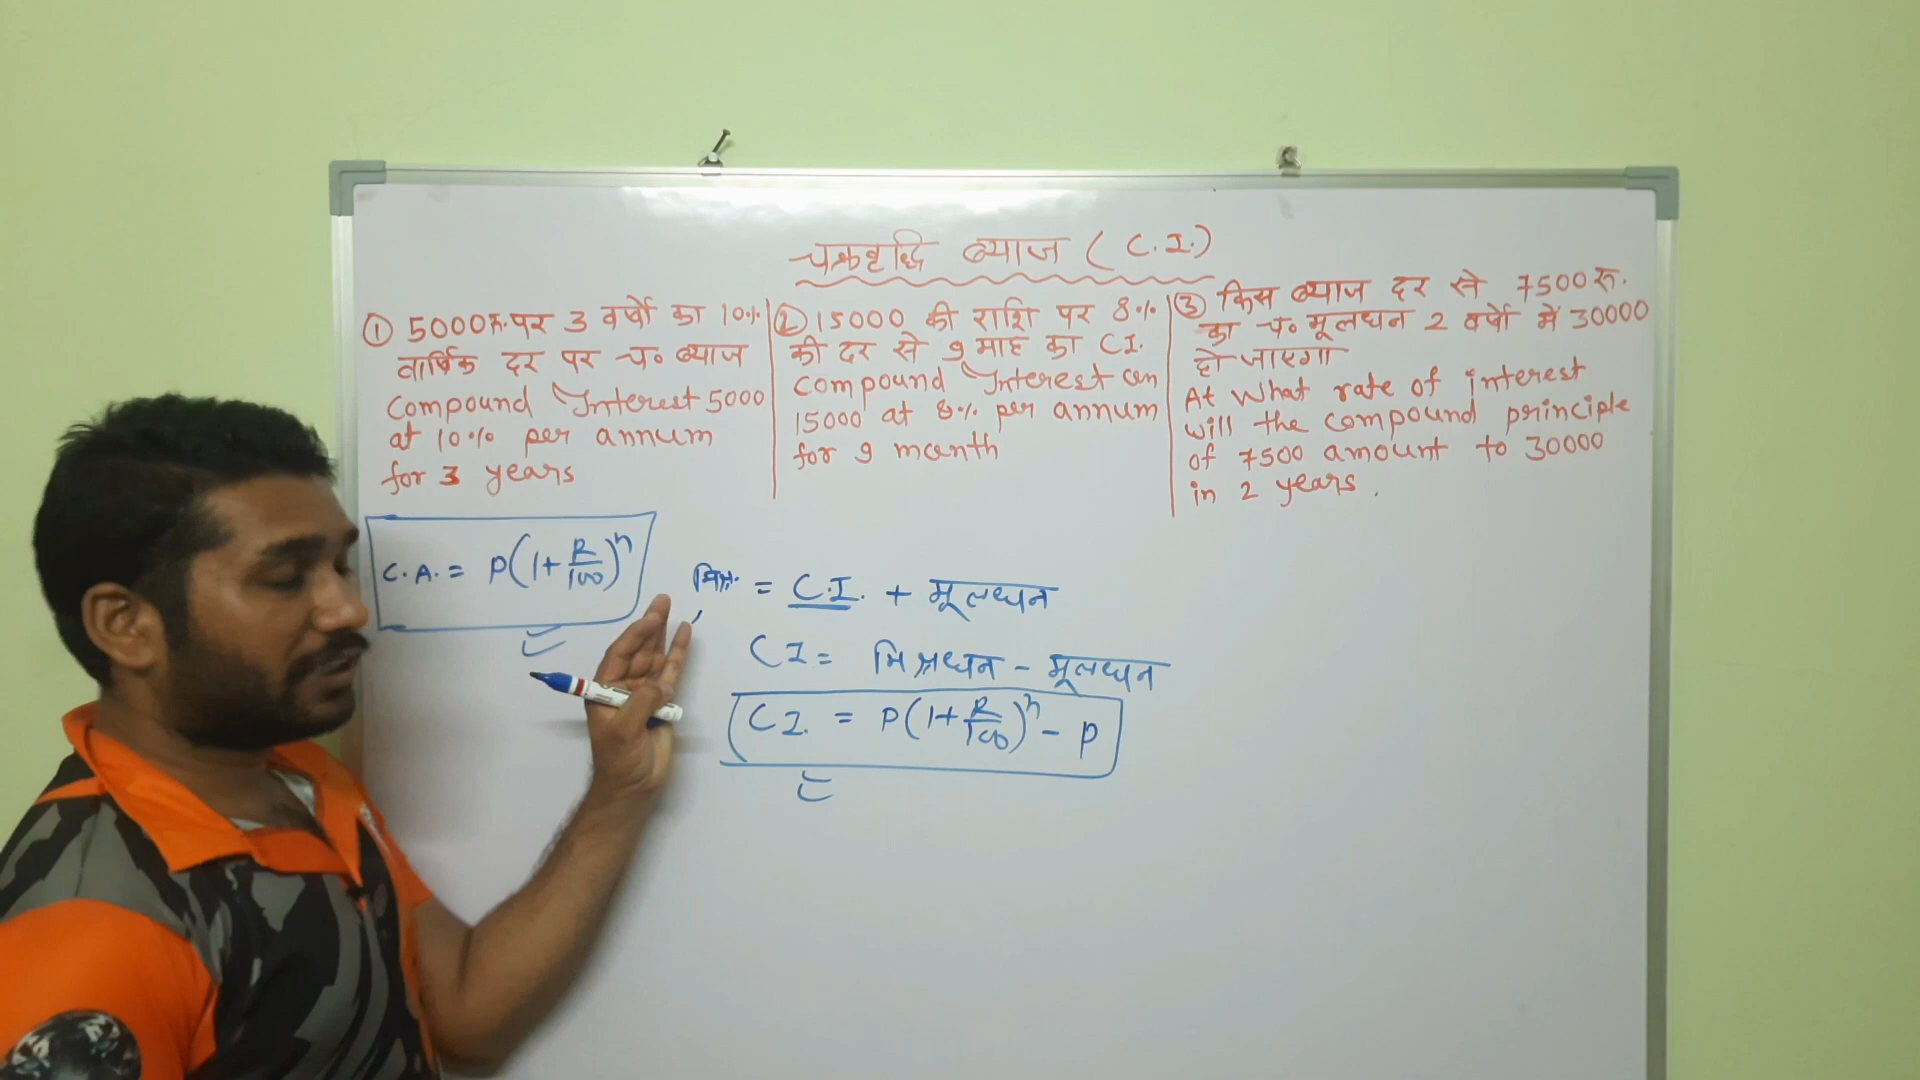 चक्रवृद्धि ब्याज ( C.I.)
① 5000रु. पर 3 वर्षो का 10%
वार्षिक दर पर च० ब्याज
Compound Interest 5000
at 10% per annum
for 3 years
② 15000 की राशि पर 8%
की दर से 9 माह का CI.
Compound Interest on
15000 at 8% per annum
for 9 month
③ किस ब्याज दर से 7500रु.
का च० मूलधन 2 वर्षो में 30000
हो जाएगा
At What rate of interest
will the compound principle
of 7500 amount to 30000
in 2 years.
C.A. = P(1+R/100)^n
मिश्र. = C.I. + मूलधन
CI = मिश्रधन - मूलधन
CI. = P(1+R/100)^n - P